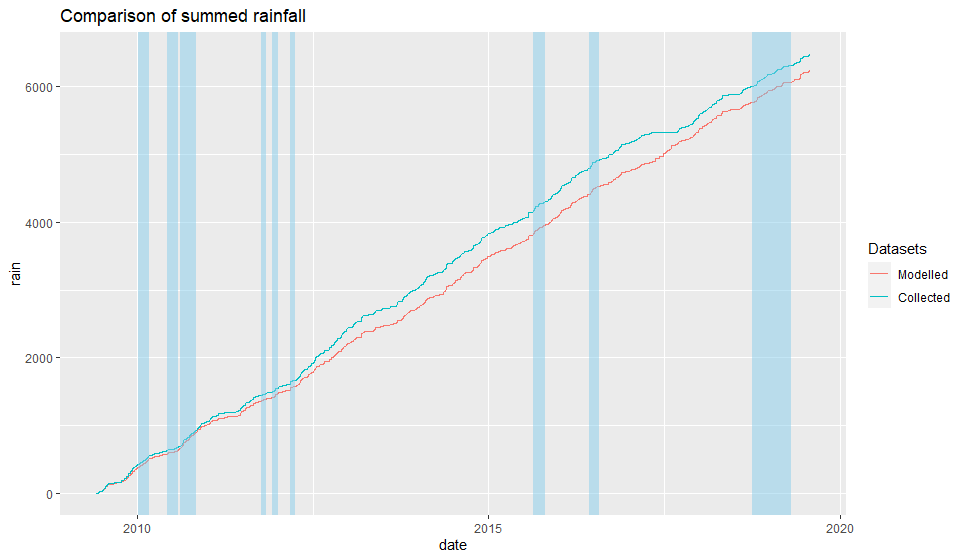 Comparison of summed rainfall
6000
4000
2000
0
rain
2010
2015
2020
date
Datasets
Modelled
Collected